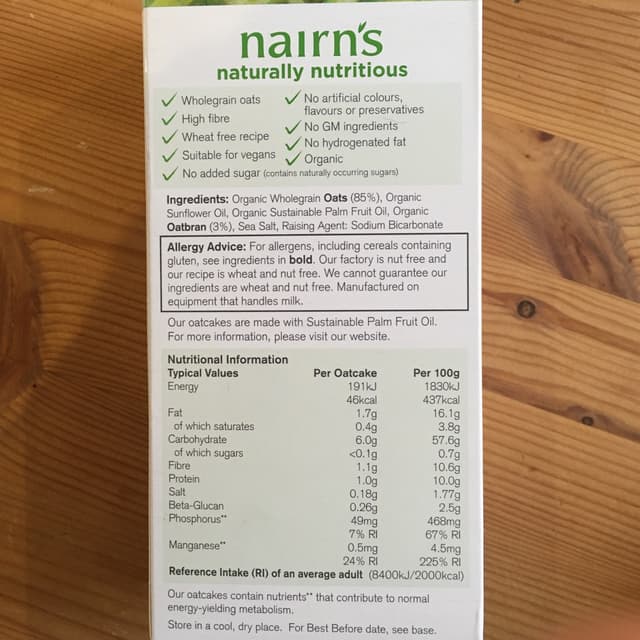 nairn's
naturally nutritious
Wholegrain oats
High fibre
Wheat free recipe
Suitable for vegans
No added sugar (contains naturally occurring sugars)
No artificial colours,
flavours or preservatives
No GM ingredients
No hydrogenated fat
Organic
Ingredients: Organic Wholegrain Oats (85%), Organic
Sunflower Oil, Organic Sustainable Palm Fruit Oil, Organic
Oatbran (3%), Sea Salt, Raising Agent: Sodium Bicarbonate
Allergy Advice: For allergens, including cereals containing
gluten, see ingredients in bold. Our factory is nut free and
our recipe is wheat and nut free. We cannot guarantee our
ingredients are wheat and nut free. Manufactured on
equipment that handles milk.
Our oatcakes are made with Sustainable Palm Fruit Oil.
For more information, please visit our website.
Nutritional Information
Typical Values Per Oatcake Per 100g
Energy 191kJ 1830kJ
46kcal 437kcal
Fat 1.7g 16.1g
of which saturates 0.4g 3.8g
Carbohydrate 6.0g 57.6g
of which sugars <0.1g 0.7g
Fibre 1.1g 10.6g
Protein 1.0g 10.0g
Salt 0.18g 1.77g
Beta-Glucan 0.26g 2.5g
Phosphorus** 49mg 468mg
7% RI 67% RI
Manganese** 0.5mg 4.5mg
24% RI 225% RI
Reference Intake (RI) of an average adult (8400kJ/2000kcal)
Our oatcakes contain nutrients** that contribute to normal
energy-yielding metabolism.
Store in a cool, dry place. For Best Before date, see base.